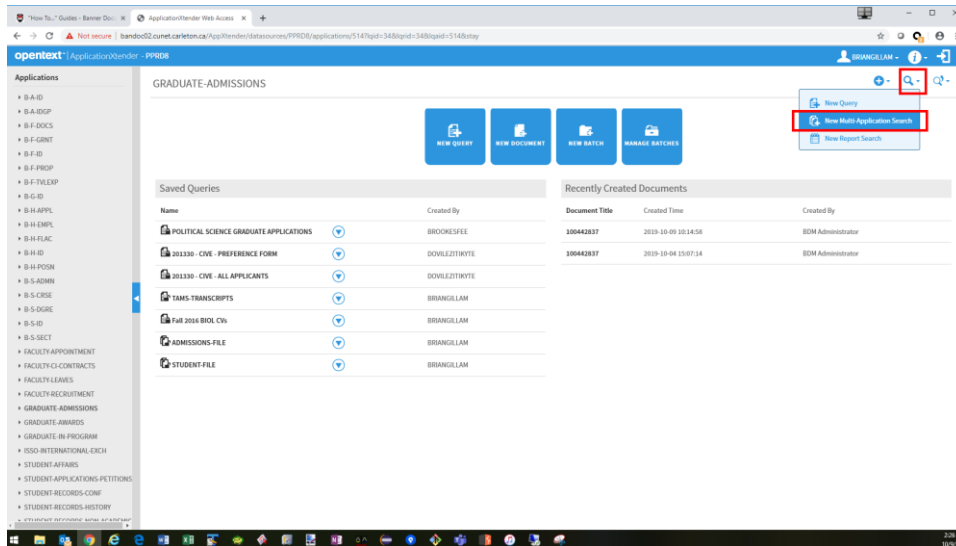 "How To..." Guides - Banner Doc
ApplicationXtender Web Access
Not secure | bandoc02.cunet.carleton.ca/AppXtender/datasources/PPRD8/applications/514?lqid=348&qrid=348&lqaid=514&stay
opentext | ApplicationXtender - PPRD8
BRIANGILLAM
Applications
B-A-ID
B-A-IDGP
B-F-DOCS
B-F-GRNT
B-F-ID
B-F-PROP
B-F-TVLEXP
B-G-ID
B-H-APPL
B-H-EMPL
B-H-FLAC
B-H-ID
B-H-POSN
B-S-ADMN
B-S-CRSE
B-S-DGRE
B-S-ID
B-S-SECT
FACULTY-APPOINTMENT
FACULTY-CI-CONTRACTS
FACULTY-LEAVES
FACULTY-RECRUITMENT
GRADUATE-ADMISSIONS
GRADUATE-AWARDS
GRADUATE-IN-PROGRAM
ISSO-INTERNATIONAL-EXCH
STUDENT-AFFAIRS
STUDENT-APPLICATIONS-PETITIONS
STUDENT-RECORDS-CONF
STUDENT-RECORDS-HISTORY
STUDENT-RECORDS-NON-ACADEMIC
GRADUATE-ADMISSIONS
New Query
New Multi-Application Search
New Report Search
NEW QUERY
NEW DOCUMENT
NEW BATCH
MANAGE BATCHES
Saved Queries
Name Created By
POLITICAL SCIENCE GRADUATE APPLICATIONS BROOKESFEE
201330 - CIVE - PREFERENCE FORM DOVILEZITIKYTE
201330 - CIVE - ALL APPLICANTS DOVILEZITIKYTE
TAMS-TRANSCRIPTS BRIANGILLAM
Fall 2016 BIOL CVs BRIANGILLAM
ADMISSIONS-FILE BRIANGILLAM
STUDENT-FILE BRIANGILLAM
Recently Created Documents
Document Title Created Time Created By
100442837 2019-10-09 10:14:58 BDM Administrator
100442837 2019-10-04 15:07:14 BDM Administrator